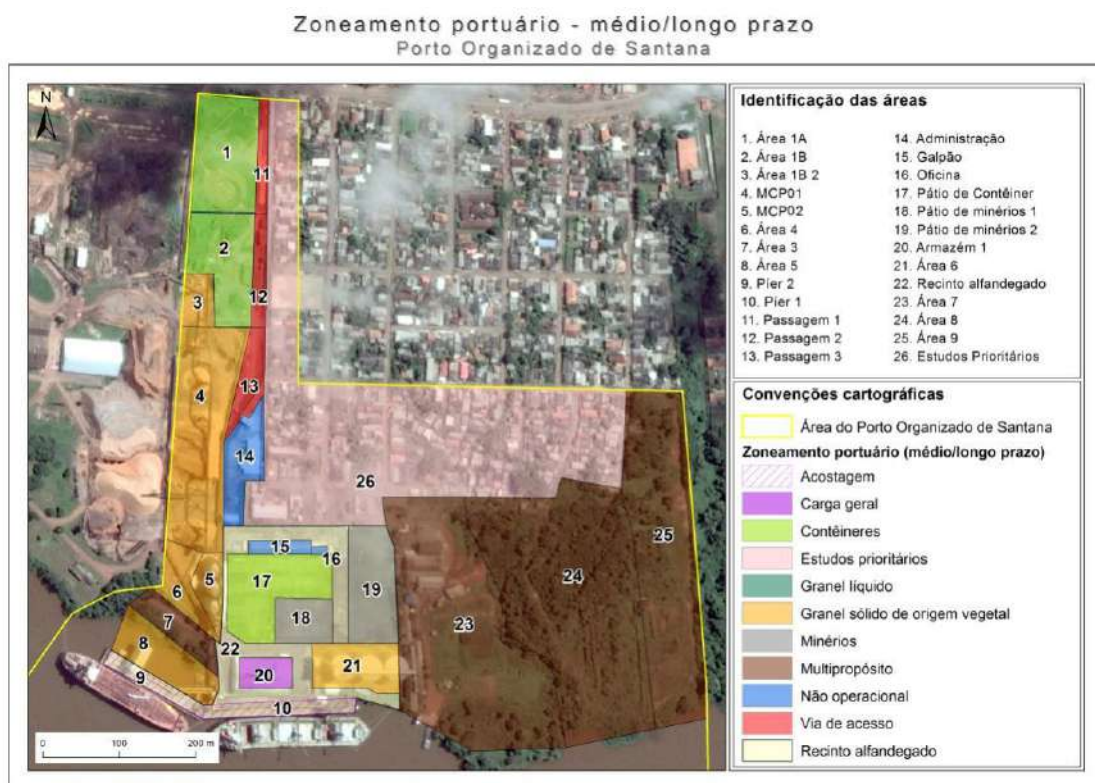 Zoneamento portuário - médio/longo prazo
Porto Organizado de Santana
N
1
2
3
4
5
6
7
8
9
10
11
12
13
14
15
16
17
18
19
20
21
22
23
24
25
26
0 100 200 m
Identificação das áreas
1. Área 1A
2. Área 1B
3. Área 1B 2
4. MCP01
5. MCP02
6. Área 4
7. Área 3
8. Área 5
9. Píer 2
10. Píer 1
11. Passagem 1
12. Passagem 2
13. Passagem 3
14. Administração
15. Galpão
16. Oficina
17. Pátio de Contêiner
18. Pátio de minérios 1
19. Pátio de minérios 2
20. Armazém 1
21. Área 6
22. Recinto alfandegado
23. Área 7
24. Área 8
25. Área 9
26. Estudos Prioritários
Convenções cartográficas
Área do Porto Organizado de Santana
Zoneamento portuário (médio/longo prazo)
Acostagem
Carga geral
Contêineres
Estudos prioritários
Granel líquido
Granel sólido de origem vegetal
Minérios
Multipropósito
Não operacional
Via de acesso
Recinto alfandegado